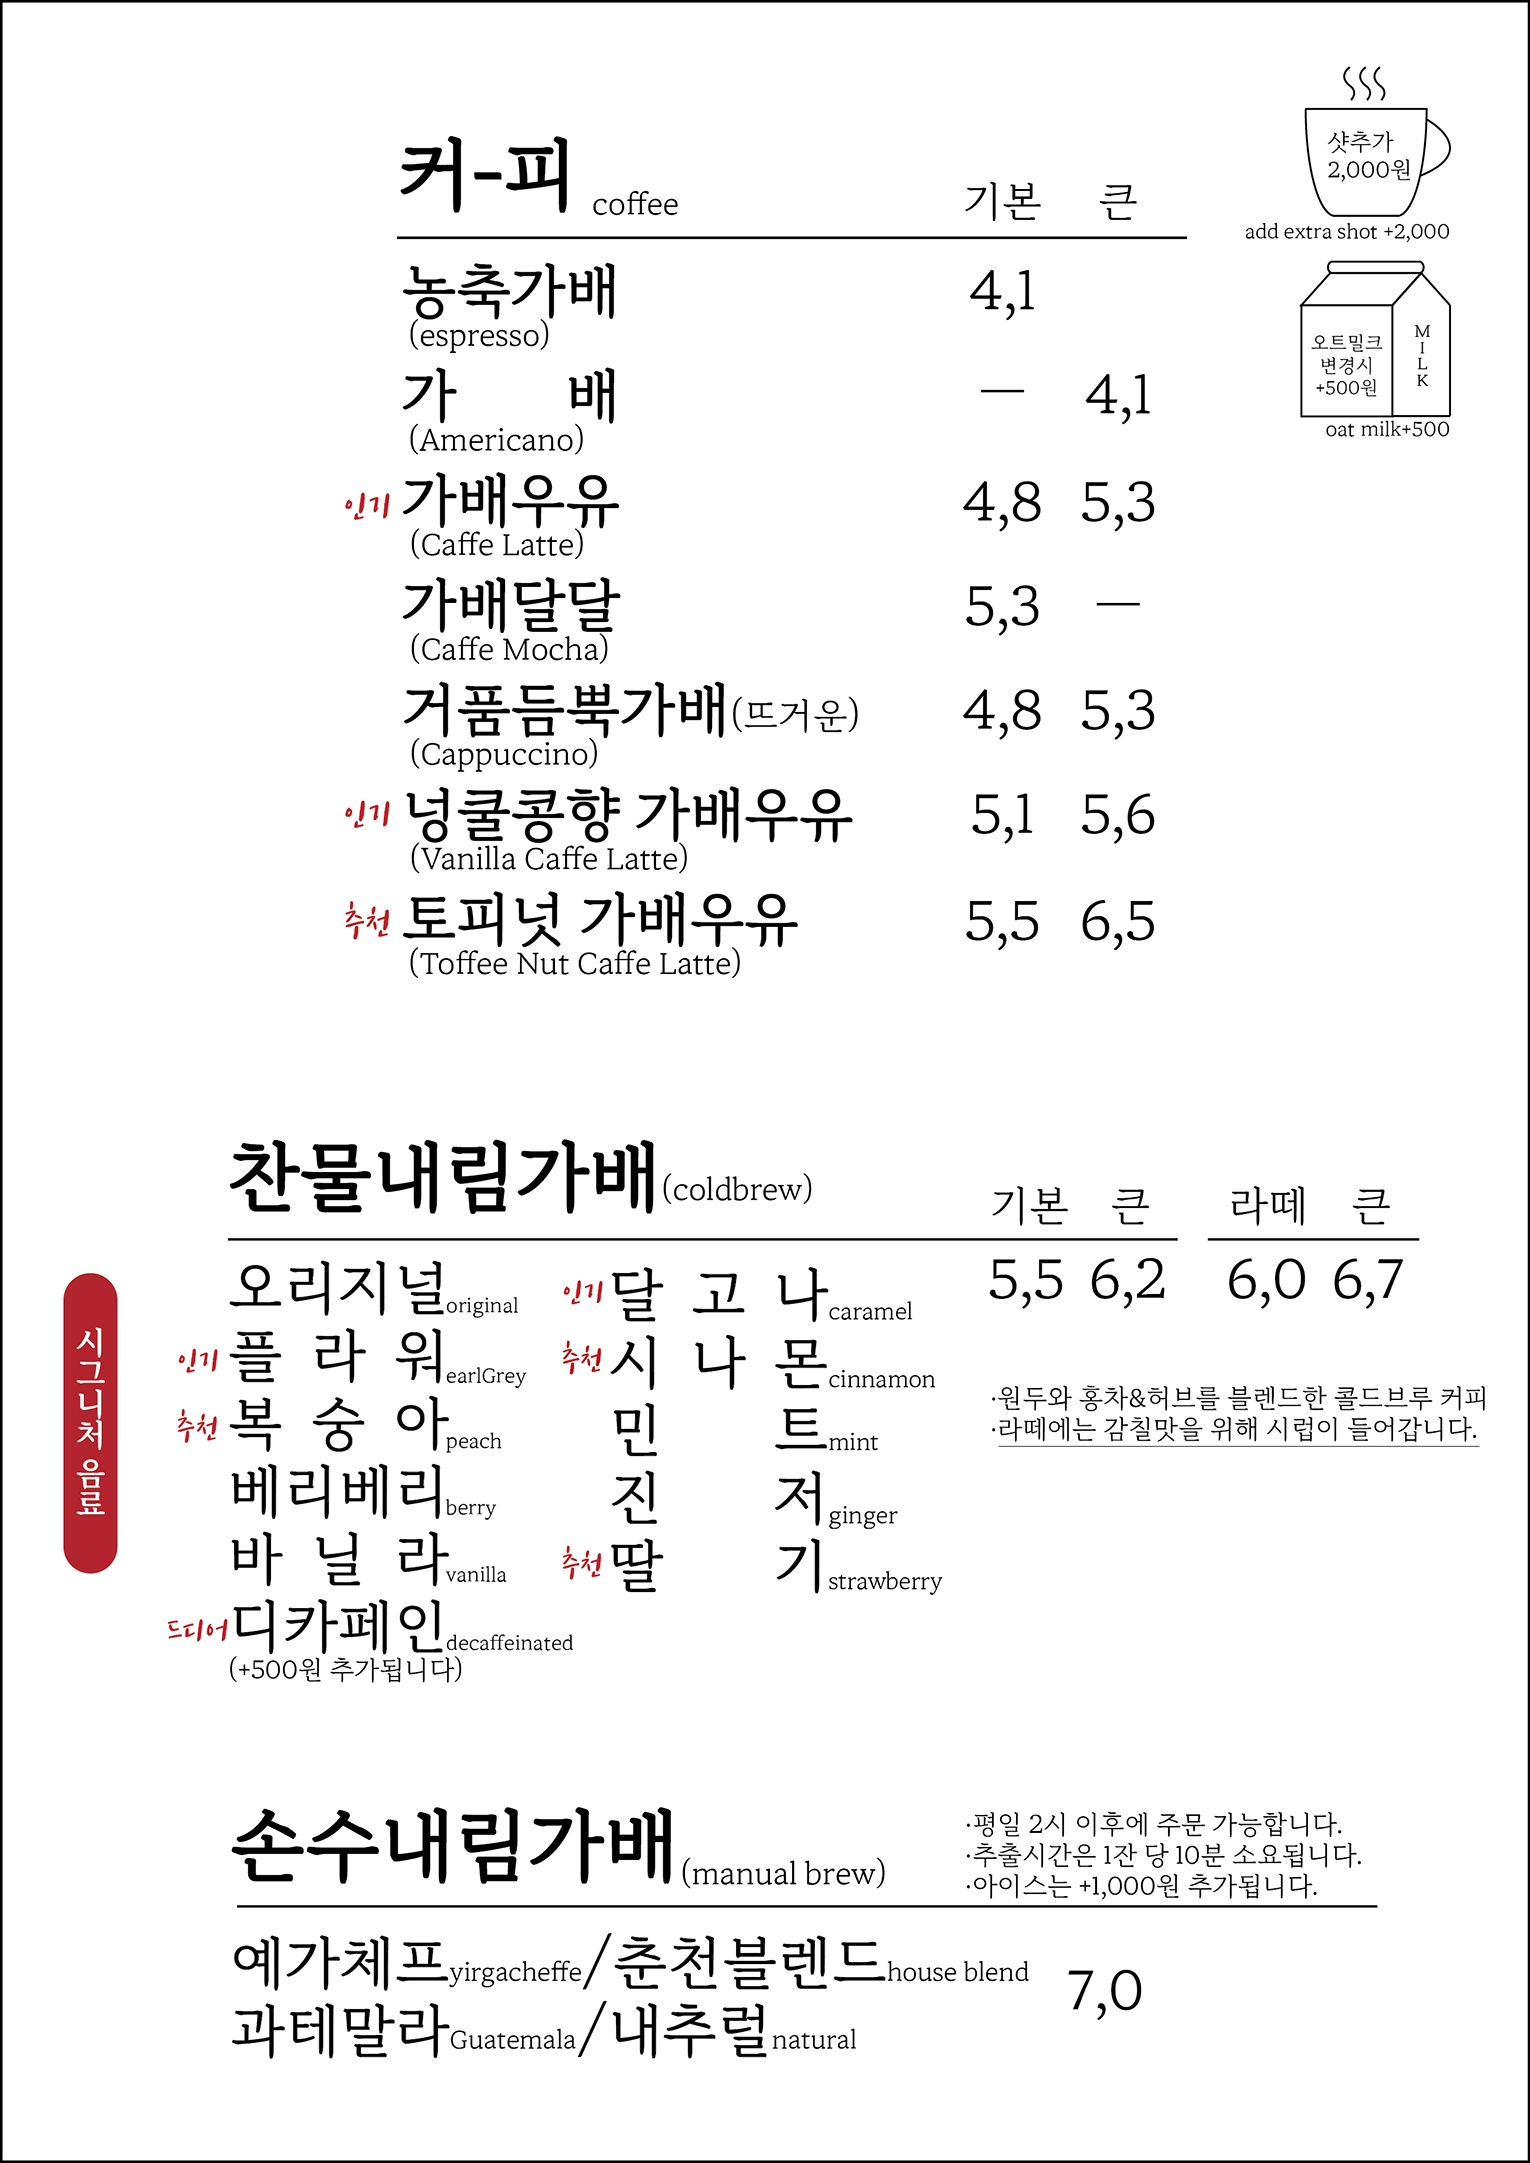 커-피 coffee 기본 큰
샷추가
2,000원
add extra shot +2,000
오트밀크
변경시
+500원
MILK
oat milk+500
농축가배 4,1
(espresso)
가 배 — 4,1
(Americano)
인기 가배우유 4,8 5,3
(Caffe Latte)
가배달달 5,3 —
(Caffe Mocha)
거품듬뿍가배(뜨거운) 4,8 5,3
(Cappuccino)
인기 넝쿨콩향 가배우유 5,1 5,6
(Vanilla Caffe Latte)
추천 토피넛 가배우유 5,5 6,5
(Toffee Nut Caffe Latte)
찬물내림가배(coldbrew) 기본 큰 라떼 큰
시그니처 음료
오리지널original 인기 달 고 나caramel 5,5 6,2 6,0 6,7
인기 플 라 워earlGrey 추천 시 나 몬cinnamon
추천 복 숭 아peach 민 트mint
베리베리berry 진 저ginger
바 닐 라vanilla 추천 딸 기strawberry
드디어 디카페인decaffeinated
(+500원 추가됩니다)
·원두와 홍차&허브를 블렌드한 콜드브루 커피
·라떼에는 감칠맛을 위해 시럽이 들어갑니다.
손수내림가배(manual brew)
·평일 2시 이후에 주문 가능합니다.
·추출시간은 1잔 당 10분 소요됩니다.
·아이스는 +1,000원 추가됩니다.
예가체프yirgacheffe/춘천블렌드house blend 7,0
과테말라Guatemala/내추럴natural